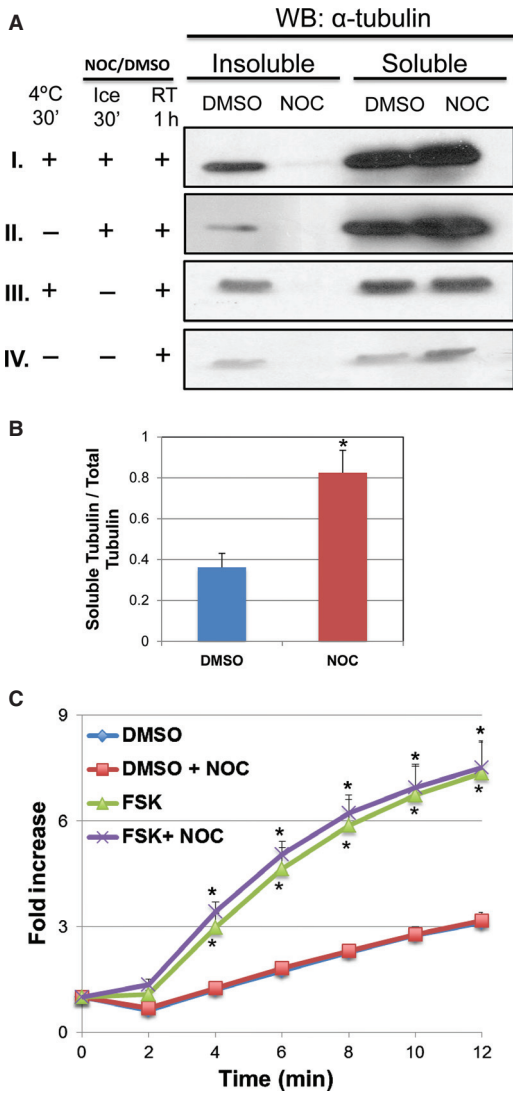 A
WB: α-tubulin
NOC/DMSO
Insoluble Soluble
4ºC Ice RT
30' 30' 1 h
DMSO NOC DMSO NOC
I. + + +
II. – + +
III. + – +
IV. – – +
B
Soluble Tubulin / Total
Tubulin
1
0.8
0.6
0.4
0.2
0
*
DMSO NOC
C
Fold increase
9
6
3
0
DMSO
DMSO + NOC
FSK
FSK+ NOC
* * * * *
* * * * *
0 2 4 6 8 10 12
Time (min)